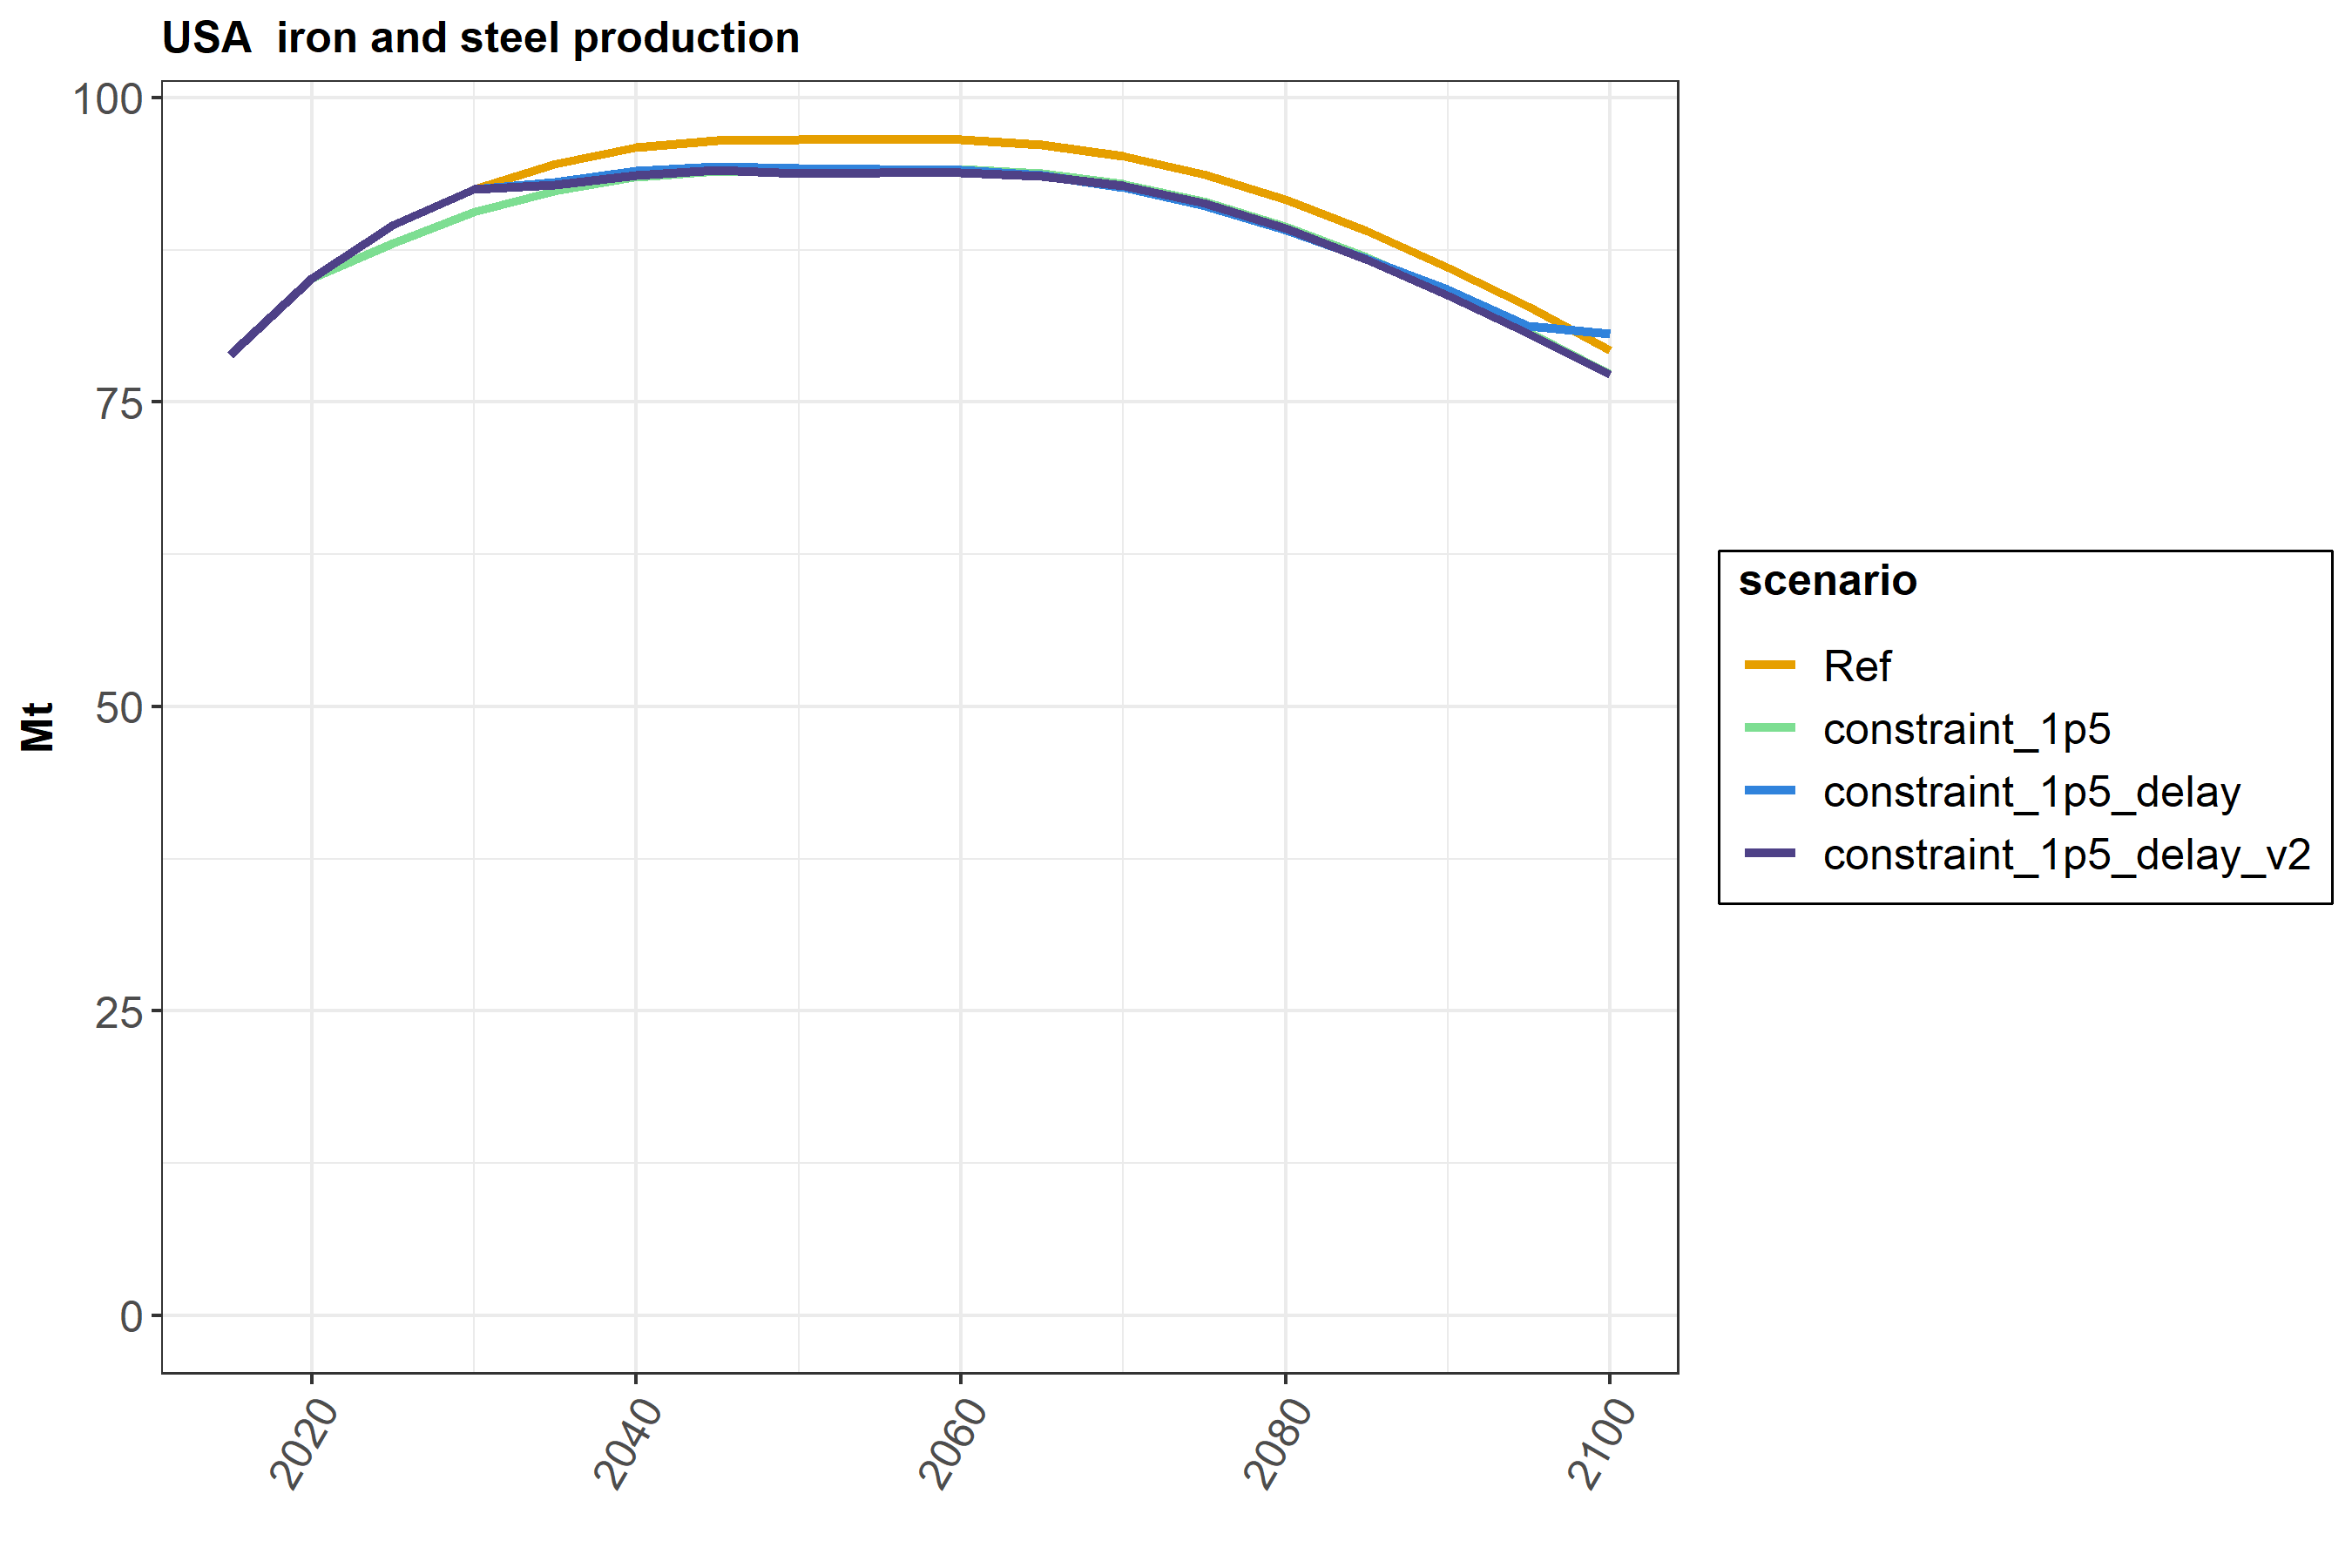 USA  iron and steel production
100
75
50
25
0
Mt
2020
2040
2060
2080
2100
scenario
Ref
constraint_1p5
constraint_1p5_delay
constraint_1p5_delay_v2